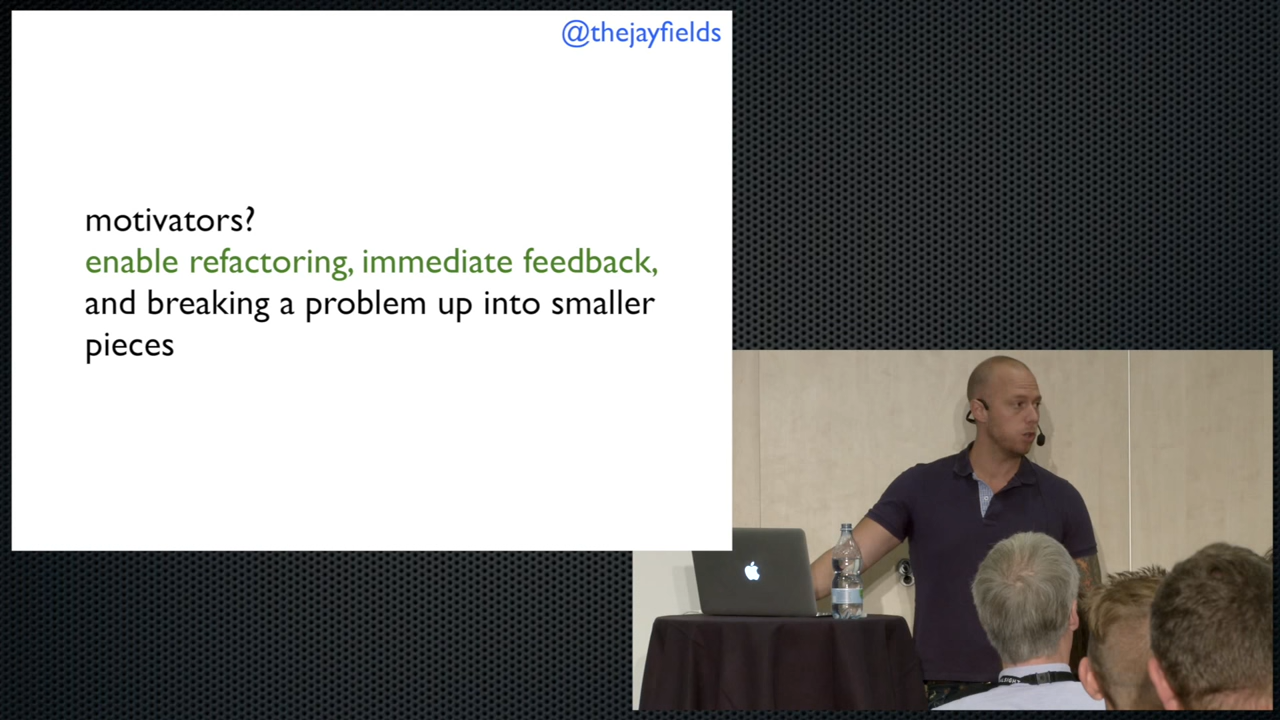 @thejayfields
motivators?
enable refactoring, immediate feedback,
and breaking a problem up into smaller
pieces